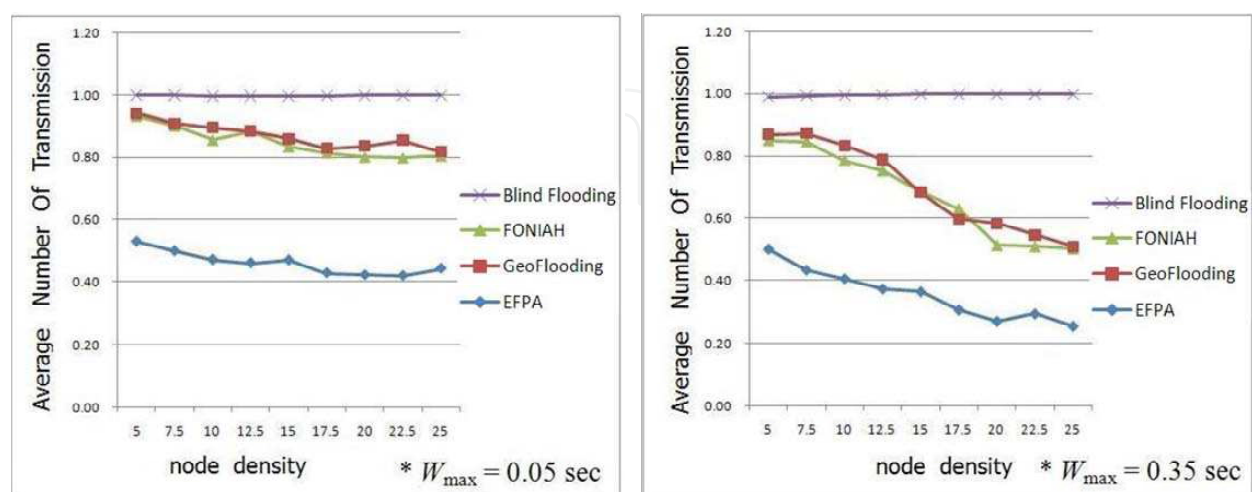 Average Number Of Transmission
1.20
1.00
0.80
0.60
0.40
0.20
0.00
5 7.5 10 12.5 15 17.5 20 22.5 25
node density
* Wmax = 0.05 sec
Blind Flooding
FONIAH
GeoFlooding
EFPA
Average Number Of Transmission
1.20
1.00
0.80
0.60
0.40
0.20
0.00
5 7.5 10 12.5 15 17.5 20 22.5 25
node density
* Wmax = 0.35 sec
Blind Flooding
FONIAH
GeoFlooding
EFPA